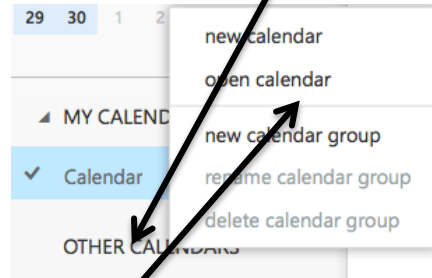 29 30 1 2
new calendar
open calendar
MY CALEND
new calendar group
Calendar
rename calendar group
delete calendar group
OTHER CALENDARS